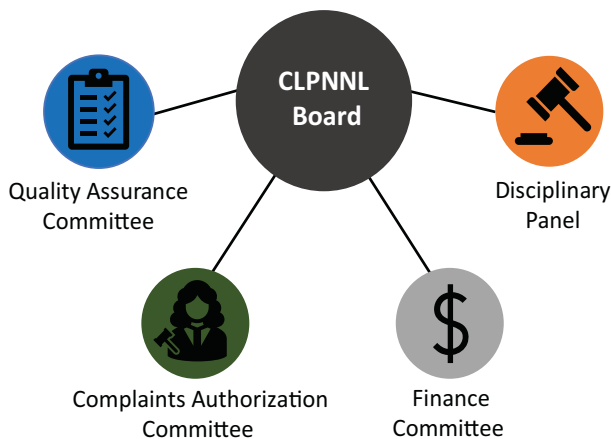 CLPNNL
Board
Quality Assurance
Committee
Disciplinary
Panel
Complaints Authorization
Committee
Finance
Committee